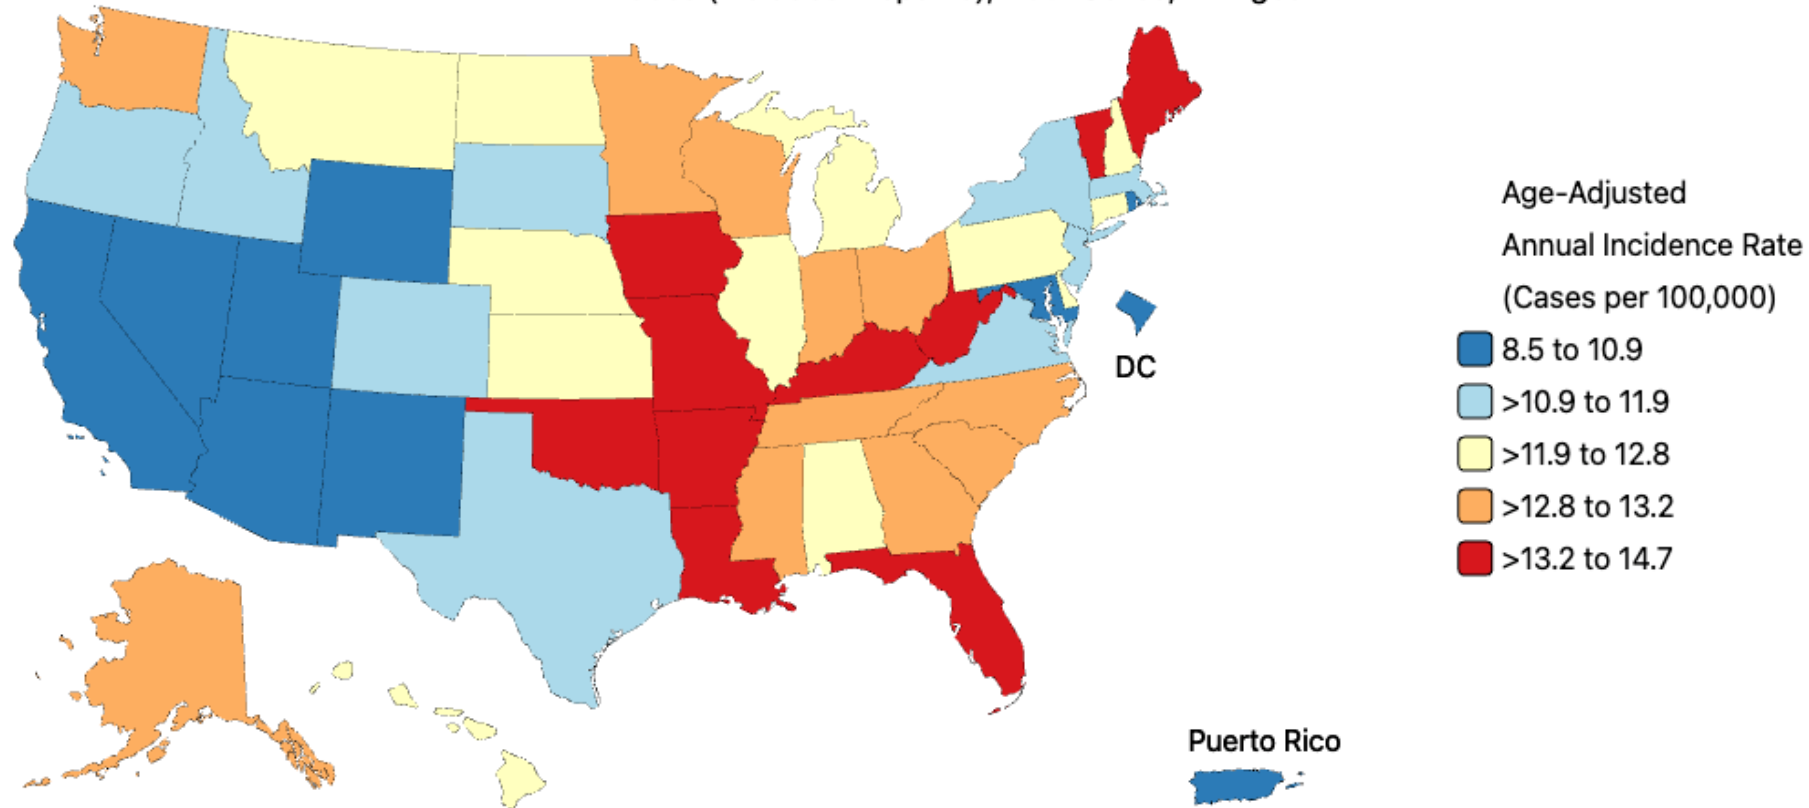 Age-Adjusted
Annual Incidence Rate
(Cases per 100,000)
8.5 to 10.9
>10.9 to 11.9
>11.9 to 12.8
>12.8 to 13.2
>13.2 to 14.7
DC
Puerto Rico